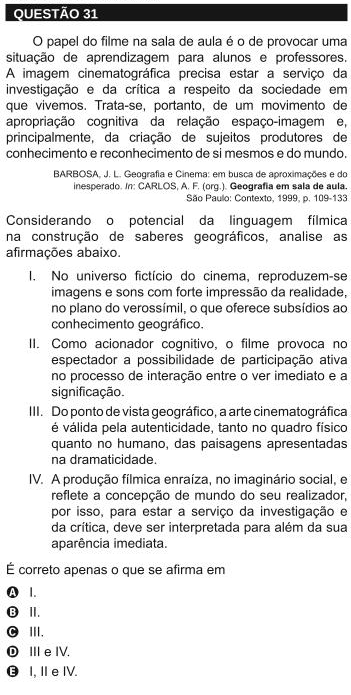 QUESTÃO 31
O papel do filme na sala de aula é o de provocar uma
situação de aprendizagem para alunos e professores.
A imagem cinematográfica precisa estar a serviço da
investigação e da crítica a respeito da sociedade em
que vivemos. Trata-se, portanto, de um movimento de
apropriação cognitiva da relação espaço-imagem e,
principalmente, da criação de sujeitos produtores de
conhecimento e reconhecimento de si mesmos e do mundo.
BARBOSA, J. L. Geografia e Cinema: em busca de aproximações e do
inesperado. In: CARLOS, A. F. (org.). Geografia em sala de aula.
São Paulo: Contexto, 1999, p. 109-133
Considerando o potencial da linguagem fílmica
na construção de saberes geográficos, analise as
afirmações abaixo.
I. No universo fictício do cinema, reproduzem-se
imagens e sons com forte impressão da realidade,
no plano do verossímil, o que oferece subsídios ao
conhecimento geográfico.
II. Como acionador cognitivo, o filme provoca no
espectador a possibilidade de participação ativa
no processo de interação entre o ver imediato e a
significação.
III. Do ponto de vista geográfico, a arte cinematográfica
é válida pela autenticidade, tanto no quadro físico
quanto no humano, das paisagens apresentadas
na dramaticidade.
IV. A produção fílmica enraíza, no imaginário social, e
reflete a concepção de mundo do seu realizador,
por isso, para estar a serviço da investigação e
da crítica, deve ser interpretada para além da sua
aparência imediata.
É correto apenas o que se afirma em
A I.
B II.
C III.
D III e IV.
E I, II e IV.